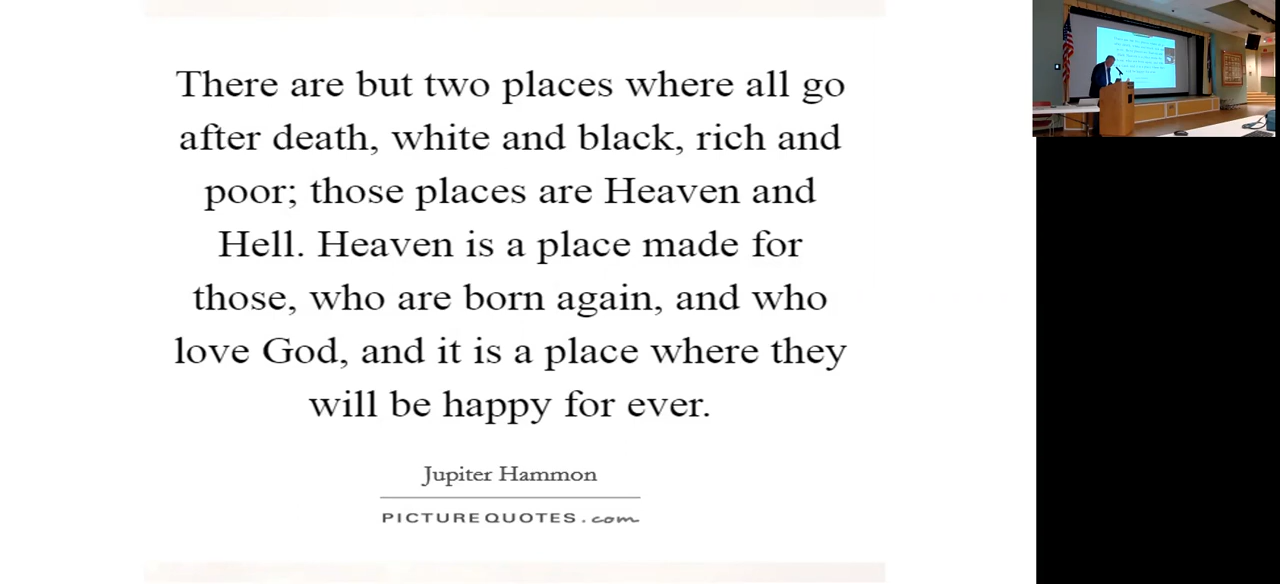 There are but two places where all go
after death, white and black, rich and
poor; those places are Heaven and
Hell. Heaven is a place made for
those, who are born again, and who
love God, and it is a place where they
will be happy for ever.
Jupiter Hammon
PICTUREQUOTES.com